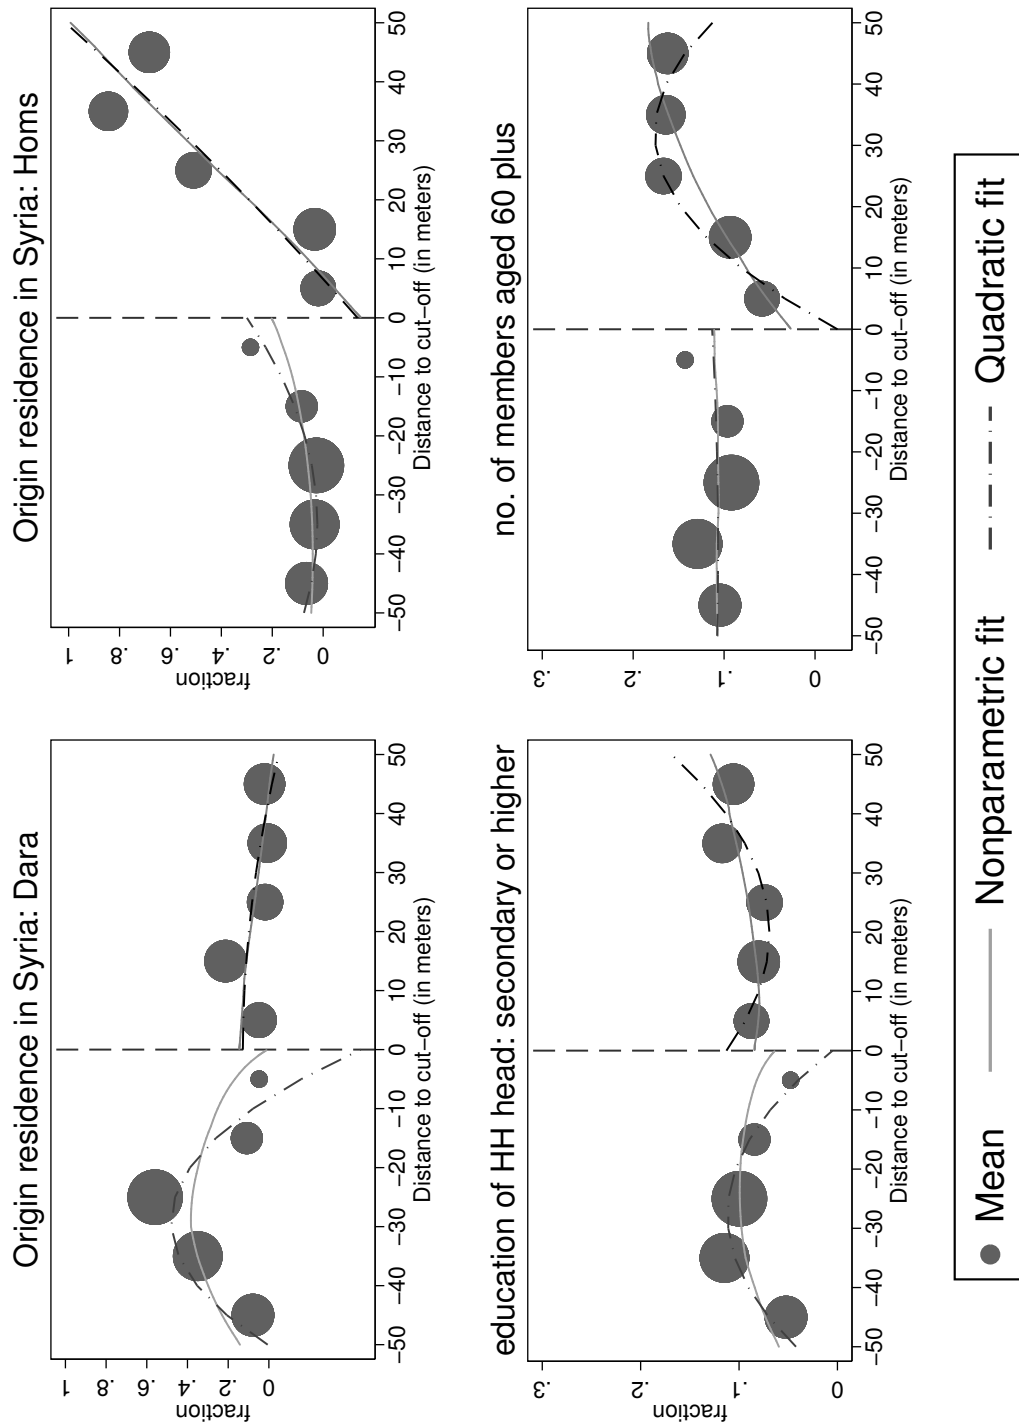 Origin residence in Syria: Dara
fraction
1
.8
.6
.4
.2
0
−50 −40 −30 −20 −10 0 10 20 30 40 50
Distance to cut−off (in meters)
Origin residence in Syria: Homs
fraction
1
.8
.6
.4
.2
0
−50 −40 −30 −20 −10 0 10 20 30 40 50
Distance to cut−off (in meters)
education of HH head: secondary or higher
fraction
.3
.2
.1
0
−50 −40 −30 −20 −10 0 10 20 30 40 50
Distance to cut−off (in meters)
no. of members aged 60 plus
.3
.2
.1
0
−50 −40 −30 −20 −10 0 10 20 30 40 50
Distance to cut−off (in meters)
Mean Nonparametric fit Quadratic fit